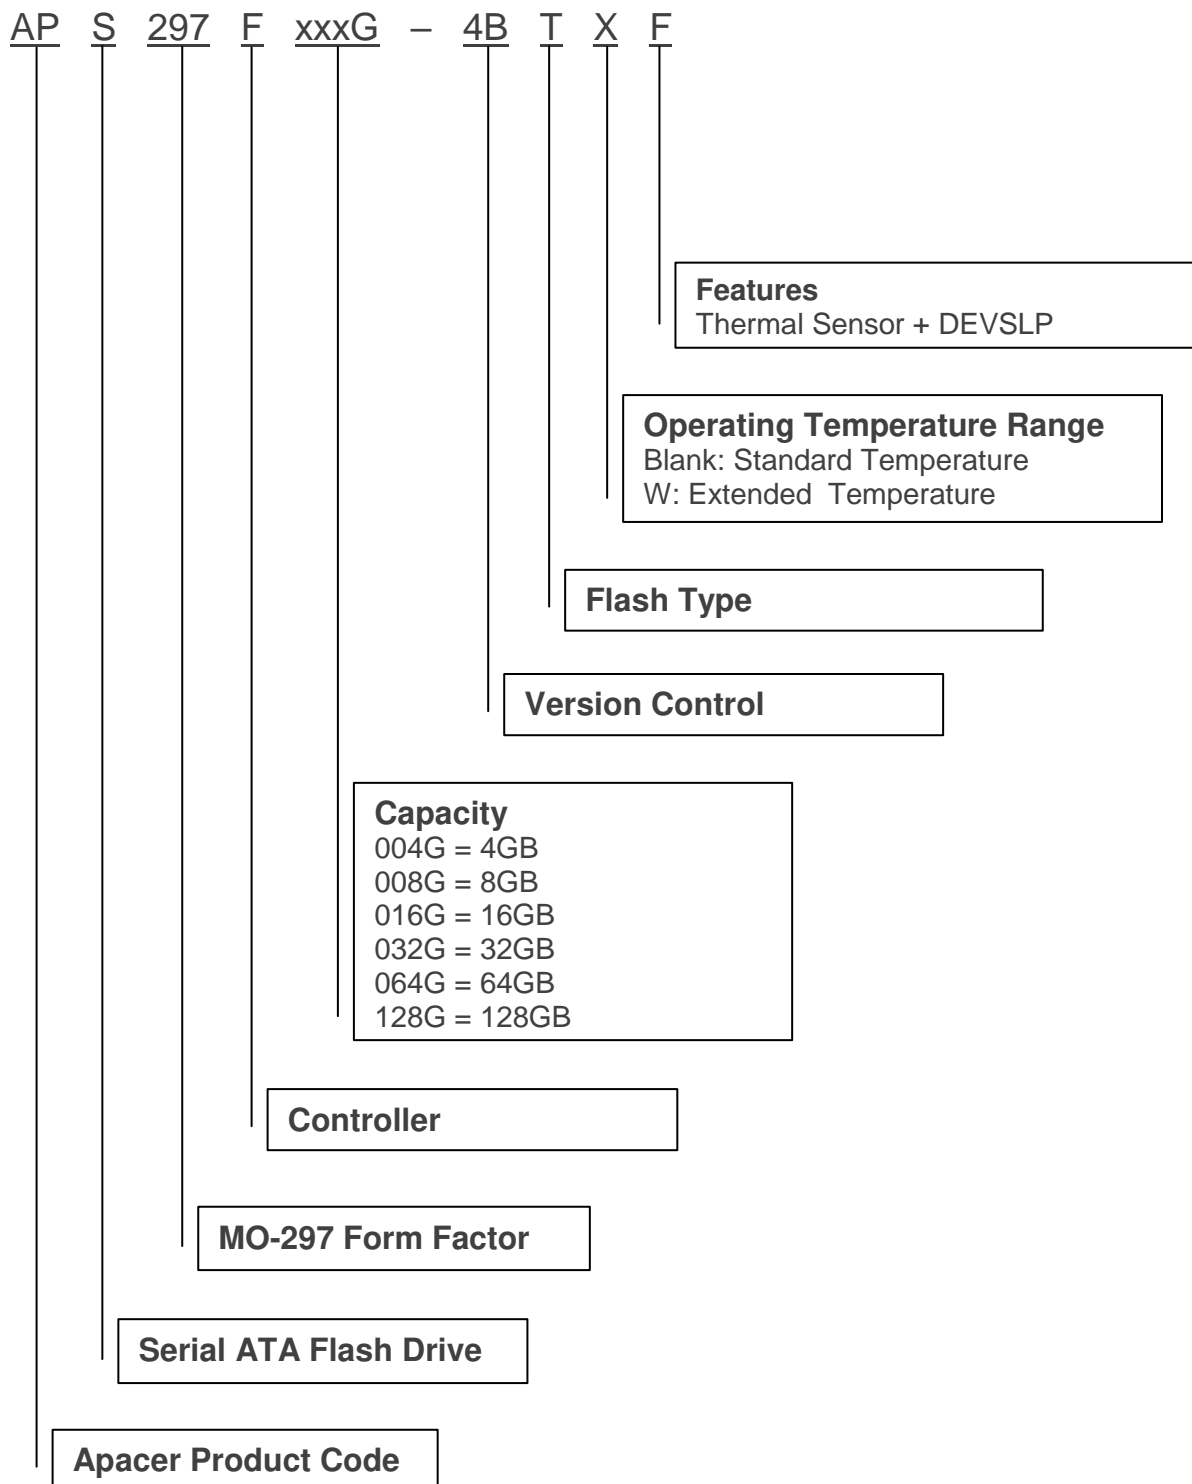 AP S 297 F xxxG – 4B T X F
Features
Thermal Sensor + DEVSLP
Operating Temperature Range
Blank: Standard Temperature
W: Extended Temperature
Flash Type
Version Control
Capacity
004G = 4GB
008G = 8GB
016G = 16GB
032G = 32GB
064G = 64GB
128G = 128GB
Controller
MO-297 Form Factor
Serial ATA Flash Drive
Apacer Product Code